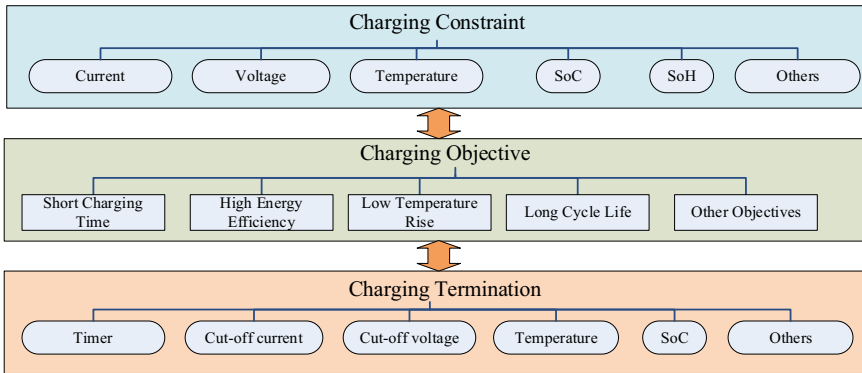 Charging Constraint
Current
Voltage
Temperature
SoC
SoH
Others
Charging Objective
Short Charging
Time
High Energy
Efficiency
Low Temperature
Rise
Long Cycle Life
Other Objectives
Charging Termination
Timer
Cut-off current
Cut-off voltage
Temperature
SoC
Others